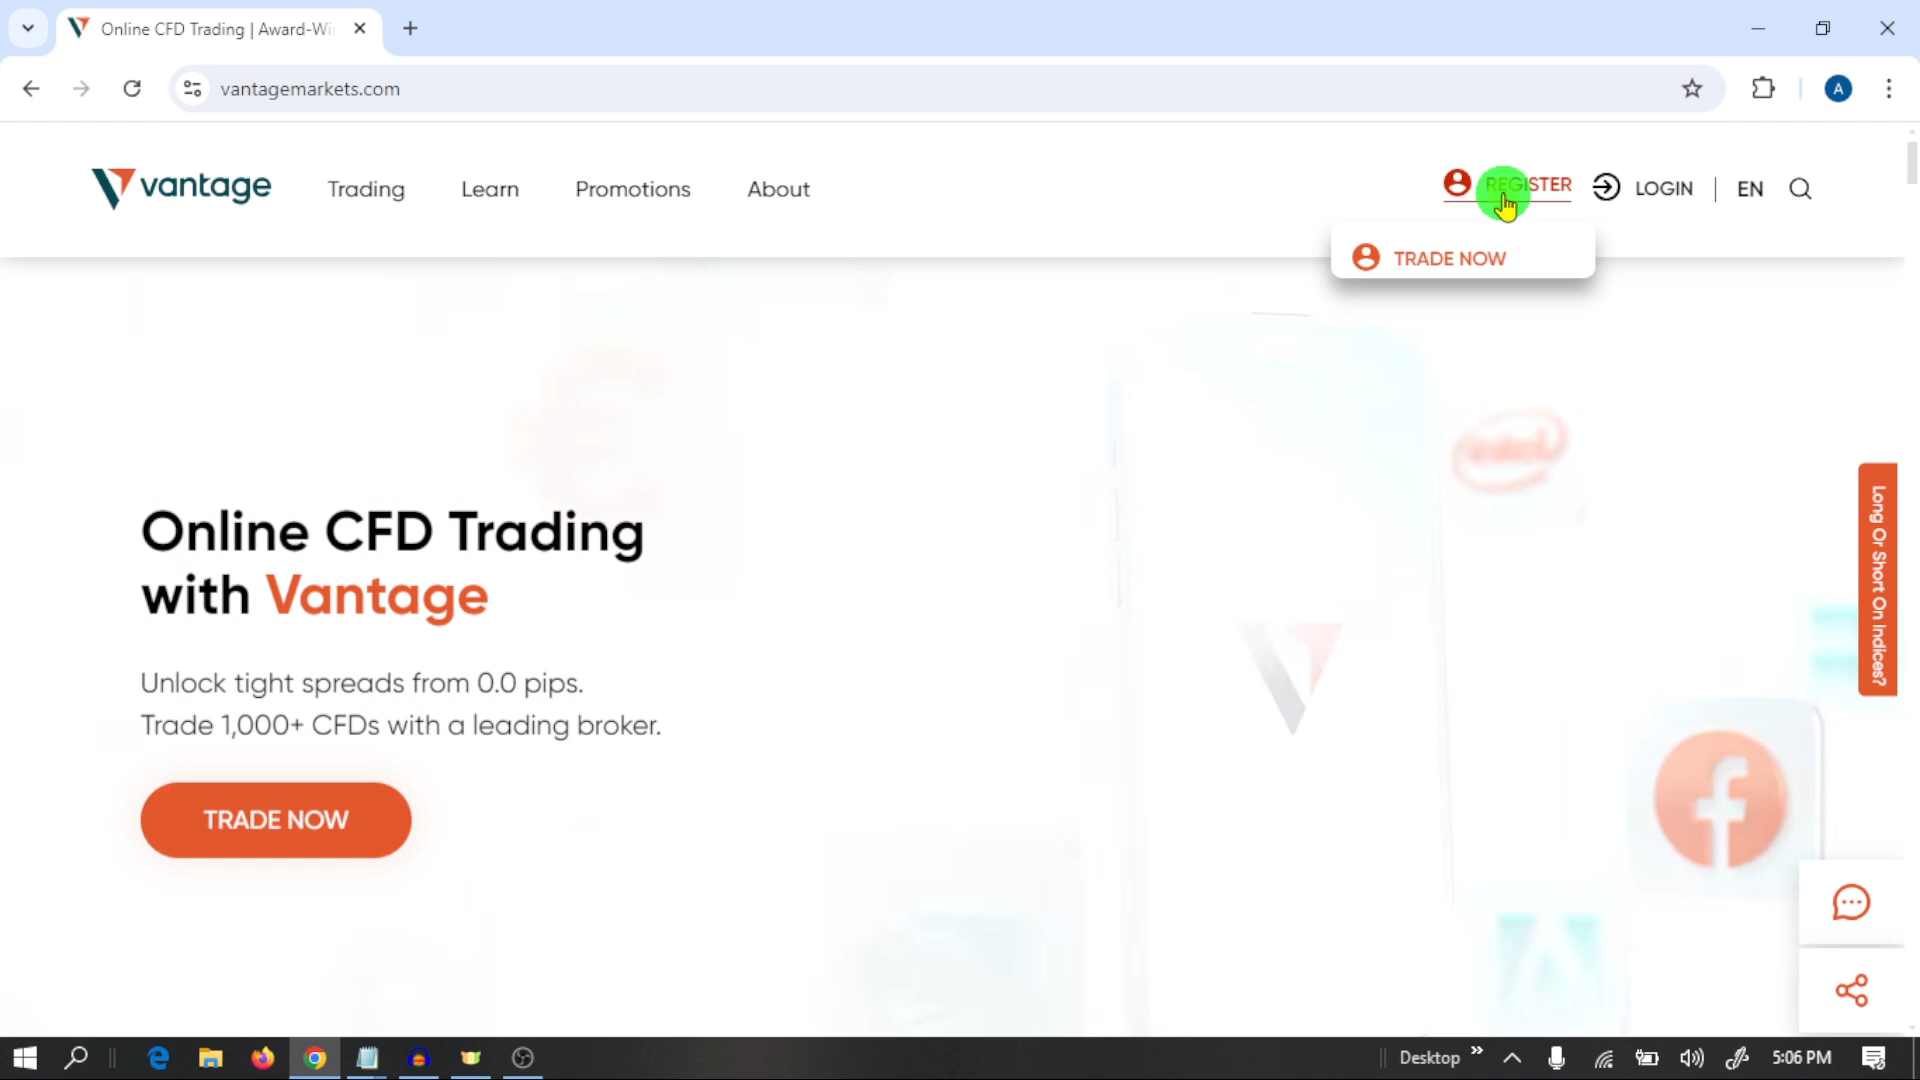 Online CFD Trading | Award-Wi
vantagemarkets.com
A
vantage
Trading
Learn
Promotions
About
REGISTER
LOGIN
EN
TRADE NOW
intel
Online CFD Trading
with Vantage
Unlock tight spreads from 0.0 pips.
Trade 1,000+ CFDs with a leading broker.
TRADE NOW
Long Or Short On Indices?
Desktop
5:06 PM